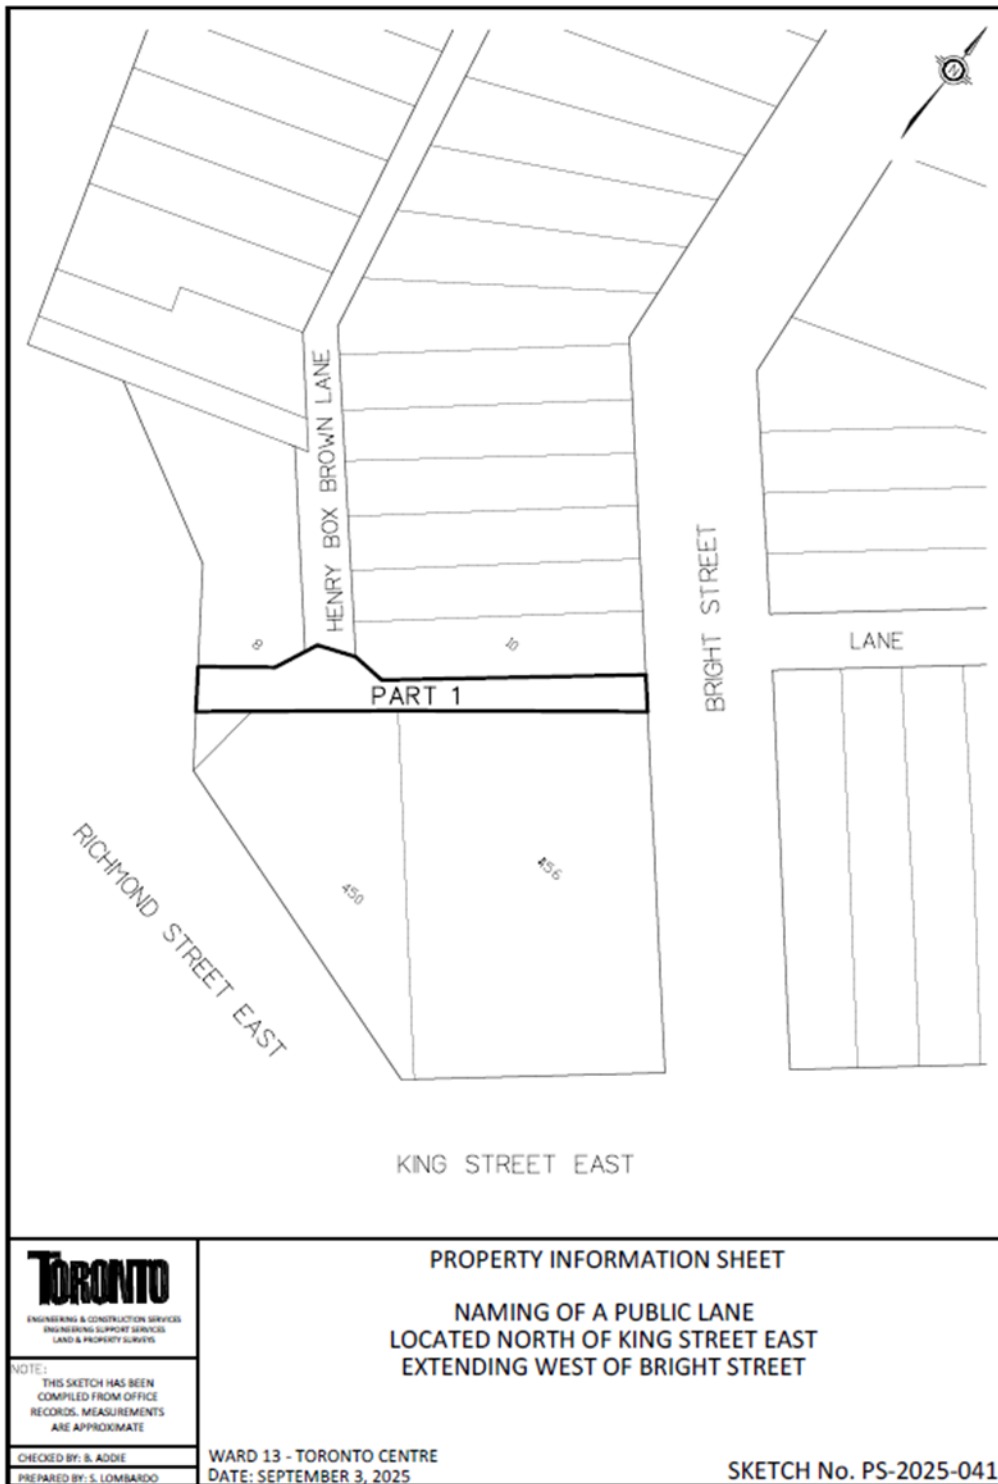 N
HENRY BOX BROWN LANE
8
10
BRIGHT STREET
LANE
PART 1
RICHMOND STREET EAST
450
456
KING STREET EAST
TORONTO
ENGINEERING & CONSTRUCTION SERVICES
ENGINEERING SUPPORT SERVICES
LAND & PROPERTY SURVEYS
NOTE:
THIS SKETCH HAS BEEN
COMPILED FROM OFFICE
RECORDS. MEASUREMENTS
ARE APPROXIMATE
CHECKED BY: B. ADDIE
PREPARED BY: S. LOMBARDO
PROPERTY INFORMATION SHEET
NAMING OF A PUBLIC LANE
LOCATED NORTH OF KING STREET EAST
EXTENDING WEST OF BRIGHT STREET
WARD 13 - TORONTO CENTRE
DATE: SEPTEMBER 3, 2025
SKETCH No. PS-2025-041